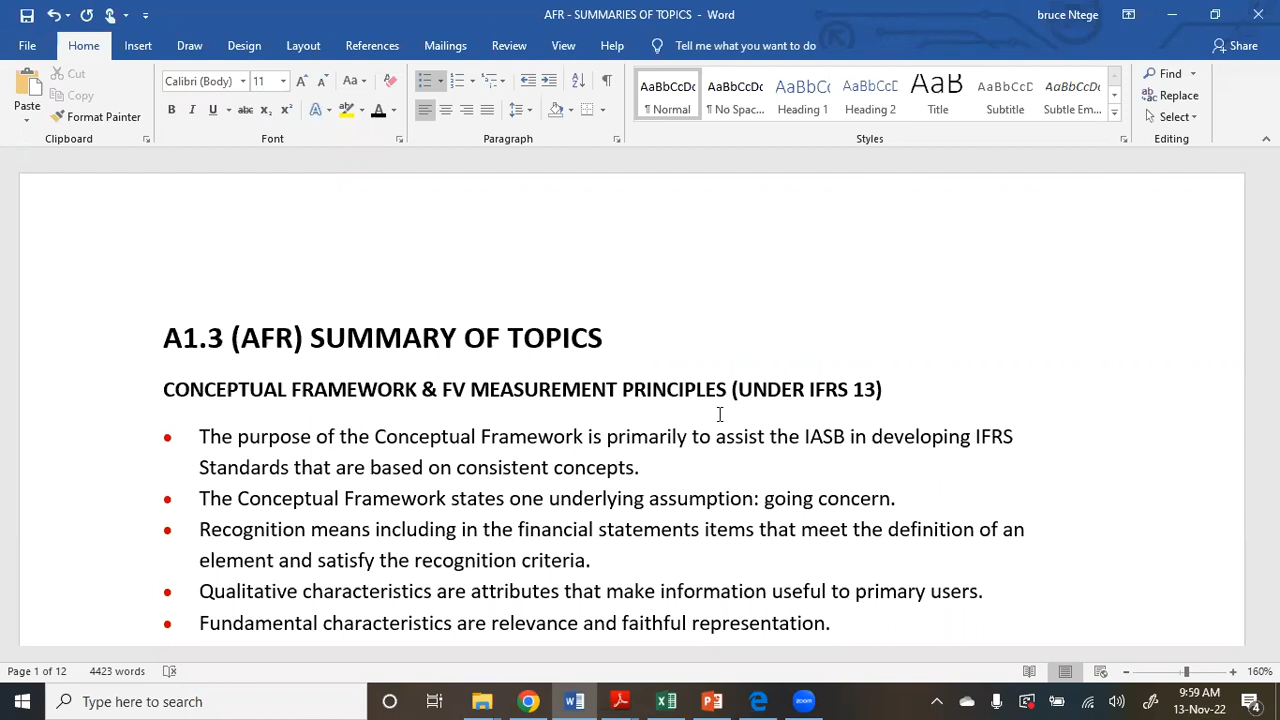 AFR - SUMMARIES OF TOPICS - Word
bruce Ntege
File Home Insert Draw Design Layout References Mailings Review View Help Tell me what you want to do Share
Paste
Cut
Copy
Format Painter
Clipboard
Calibri (Body) 11
Aa
B I U abc x₂ x²
A A
Font
Paragraph
AaBbCcDc AaBbCcDc AaBbC AaBbCcD AaB AaBbCcD AaBbCcDc
¶ Normal ¶ No Spac... Heading 1 Heading 2 Title Subtitle Subtle Em...
Styles
Find
Replace
Select
Editing
A1.3 (AFR) SUMMARY OF TOPICS
CONCEPTUAL FRAMEWORK & FV MEASUREMENT PRINCIPLES (UNDER IFRS 13)
• The purpose of the Conceptual Framework is primarily to assist the IASB in developing IFRS
Standards that are based on consistent concepts.
• The Conceptual Framework states one underlying assumption: going concern.
• Recognition means including in the financial statements items that meet the definition of an
element and satisfy the recognition criteria.
• Qualitative characteristics are attributes that make information useful to primary users.
• Fundamental characteristics are relevance and faithful representation.
Page 1 of 12 4423 words 160%
Type here to search
zoom
9:59 AM
13-Nov-22
4